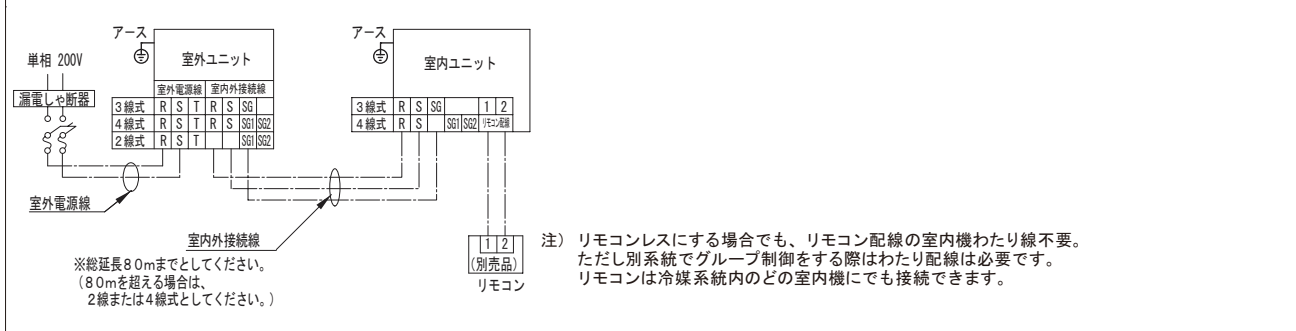 単相 200V
漏電しゃ断器
アース
室外ユニット
室外電源線 室内外接続線
3線式 R S T R S SG
4線式 R S T R S SG1 SG2
2線式 R S T SG1 SG2
室外電源線
室内外接続線
※総延長80mまでとしてください。
(80mを超える場合は、
2線または4線式としてください。)
アース
室内ユニット
3線式 R S SG 1 2
4線式 R S SG1 SG2 リモコン配線
1 2
(別売品)
リモコン
注) リモコンレスにする場合でも、リモコン配線の室内機わたり線不要。
ただし別系統でグループ制御をする際はわたり配線は必要です。
リモコンは冷媒系統内のどの室内機にでも接続できます。